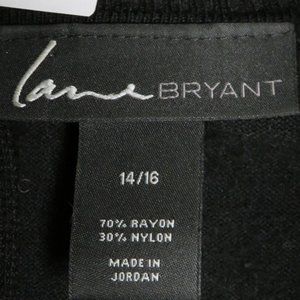 Lane BRYANT
14/16
70% RAYON
30% NYLON
MADE IN
JORDAN